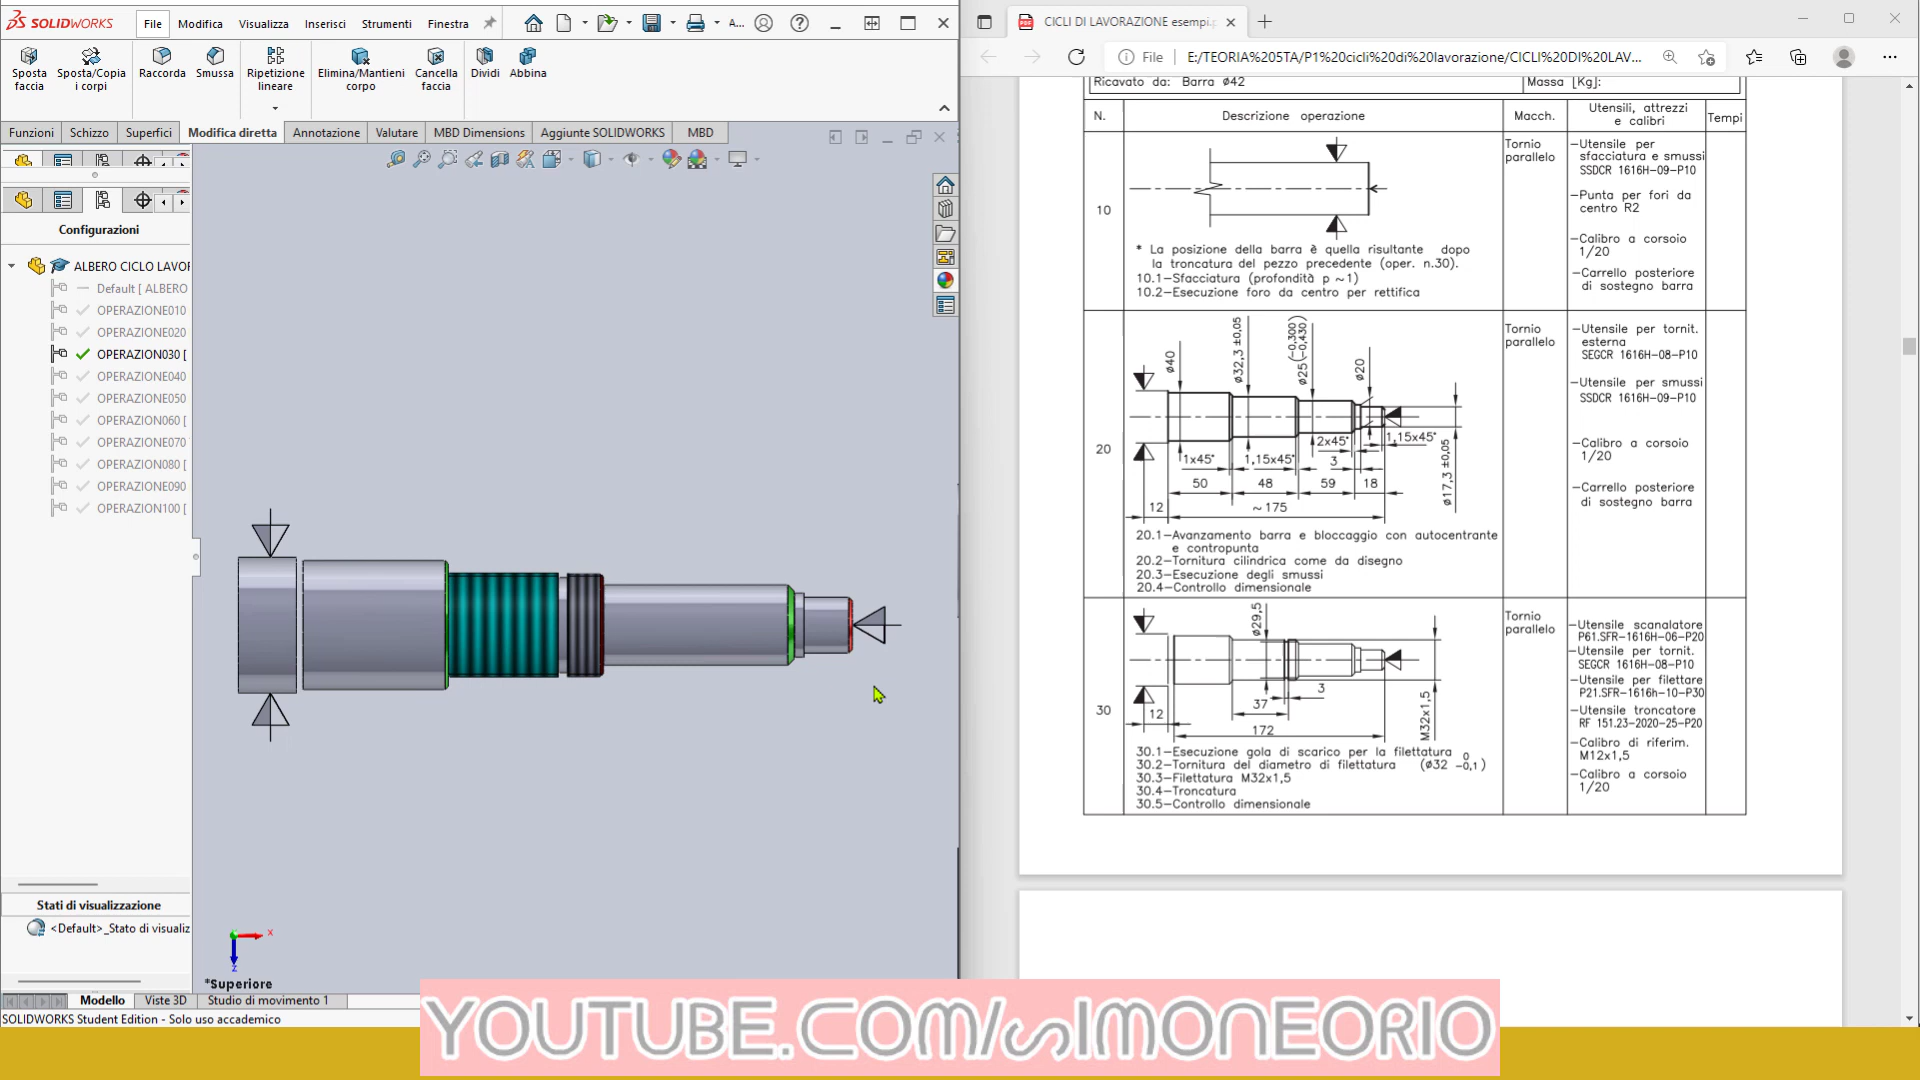 SOLIDWORKS
File Modifica Visualizza Inserisci Strumenti Finestra
A...
Sposta faccia
Sposta/Copia i corpi
Raccorda
Smussa
Ripetizione lineare
Elimina/Mantieni corpo
Cancella faccia
Dividi
Abbina
Funzioni Schizzo Superfici Modifica diretta Annotazione Valutare MBD Dimensions Aggiunte SOLIDWORKS MBD
Configurazioni
ALBERO CICLO LAVOR
Default [ ALBERO
OPERAZIONE010
OPERAZIONE020
OPERAZION030 [
OPERAZIONE040
OPERAZIONE050
OPERAZION060 [
OPERAZIONE070
OPERAZION080 [
OPERAZIONE090
OPERAZION100 [
Stati di visualizzazione
<Default>_Stato di visualiz
x
z
*Superiore
Modello Viste 3D Studio di movimento 1
SOLIDWORKS Student Edition - Solo uso accademico
CICLI DI LAVORAZIONE esempi.p
File
E:/TEORIA%205TA/P1%20cicli%20di%20lavorazione/CICLI%20DI%20LAV...
Ricavato da: Barra ø42
Massa [Kg]:
N.
Descrizione operazione
Macch.
Utensili, attrezzi
e calibri
Tempi
10
* La posizione della barra è quella risultante dopo
la troncatura del pezzo precedente (oper. n.30).
10.1-Sfacciatura (profondità p ~1)
10.2-Esecuzione foro da centro per rettifica
Tornio
parallelo
-Utensile per
sfacciatura e smussi
SSDCR 1616H-09-P10
-Punta per fori da
centro R2
-Calibro a corsoio
1/20
-Carrello posteriore
di sostegno barra
20
ø40
ø32,3 ±0,05
ø25(-0,300 -0,430)
ø20
2x45°
1,15x45°
1x45°
1,15x45°
3
50
48
59
18
ø17,3 ±0,05
12
~175
20.1-Avanzamento barra e bloccaggio con autocentrante
e contropunta
20.2-Tornitura cilindrica come da disegno
20.3-Esecuzione degli smussi
20.4-Controllo dimensionale
Tornio
parallelo
-Utensile per tornit.
esterna
SEGCR 1616H-08-P10
-Utensile per smussi
SSDCR 1616H-09-P10
-Calibro a corsoio
1/20
-Carrello posteriore
di sostegno barra
30
ø29,5
3
37
12
172
M32x1,5
30.1-Esecuzione gola di scarico per la filettatura
30.2-Tornitura del diametro di filettatura (ø32 0 -0,1 )
30.3-Filettatura M32x1,5
30.4-Troncatura
30.5-Controllo dimensionale
Tornio
parallelo
-Utensile scanalatore
P61.SFR-1616H-06-P20
-Utensile per tornit.
SEGCR 1616H-08-P10
-Utensile per filettare
P21.SFR-1616h-10-P30
-Utensile troncatore
RF 151.23-2020-25-P20
-Calibro di riferim.
M12x1,5
-Calibro a corsoio
1/20
YOUTUBE.COM/SIMONEORIO